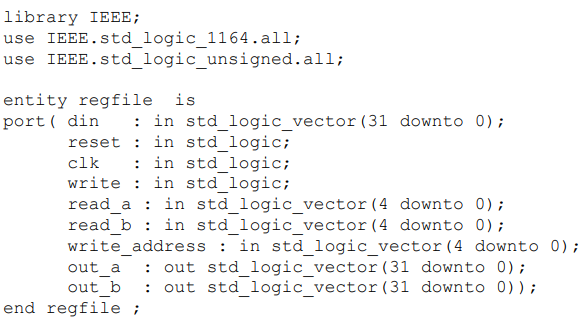 library IEEE;
use IEEE.std_logic_1164.all;
use IEEE.std_logic_unsigned.all;

entity regfile  is
port( din   : in std_logic_vector(31 downto 0);
      reset : in std_logic;
      clk   : in std_logic;
      write : in std_logic;
      read_a : in std_logic_vector(4 downto 0);
      read_b : in std_logic_vector(4 downto 0);
      write_address : in std_logic_vector(4 downto 0);
      out_a  : out std_logic_vector(31 downto 0);
      out_b  : out std_logic_vector(31 downto 0));
end regfile ;